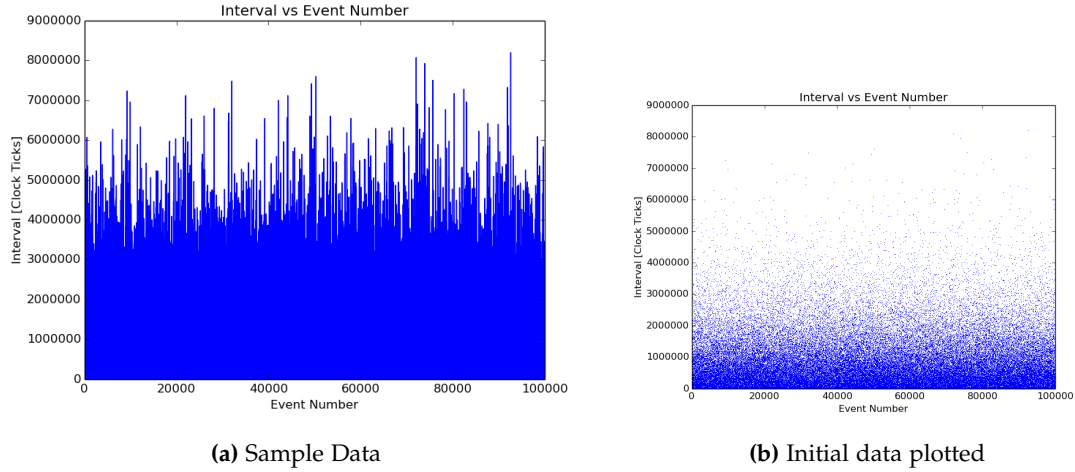 Interval vs Event Number
9000000
8000000
7000000
6000000
5000000
4000000
3000000
2000000
1000000
0
Interval [Clock Ticks]
0 20000 40000 60000 80000 100000
Event Number
(a) Sample Data
Interval vs Event Number
9000000
8000000
7000000
6000000
5000000
4000000
3000000
2000000
1000000
0
Interval [Clock Ticks]
0 20000 40000 60000 80000 100000
Event Number
(b) Initial data plotted